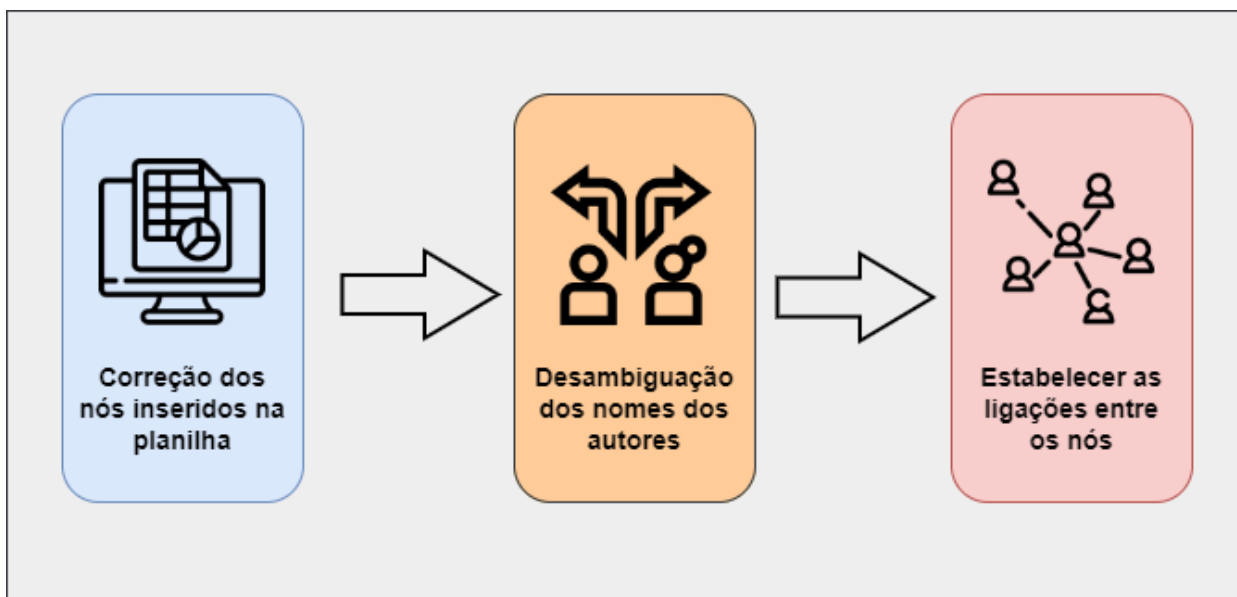 Correção dos
nós inseridos na
planilha
Desambiguação
dos nomes dos
autores
Estabelecer as
ligações entre
os nós